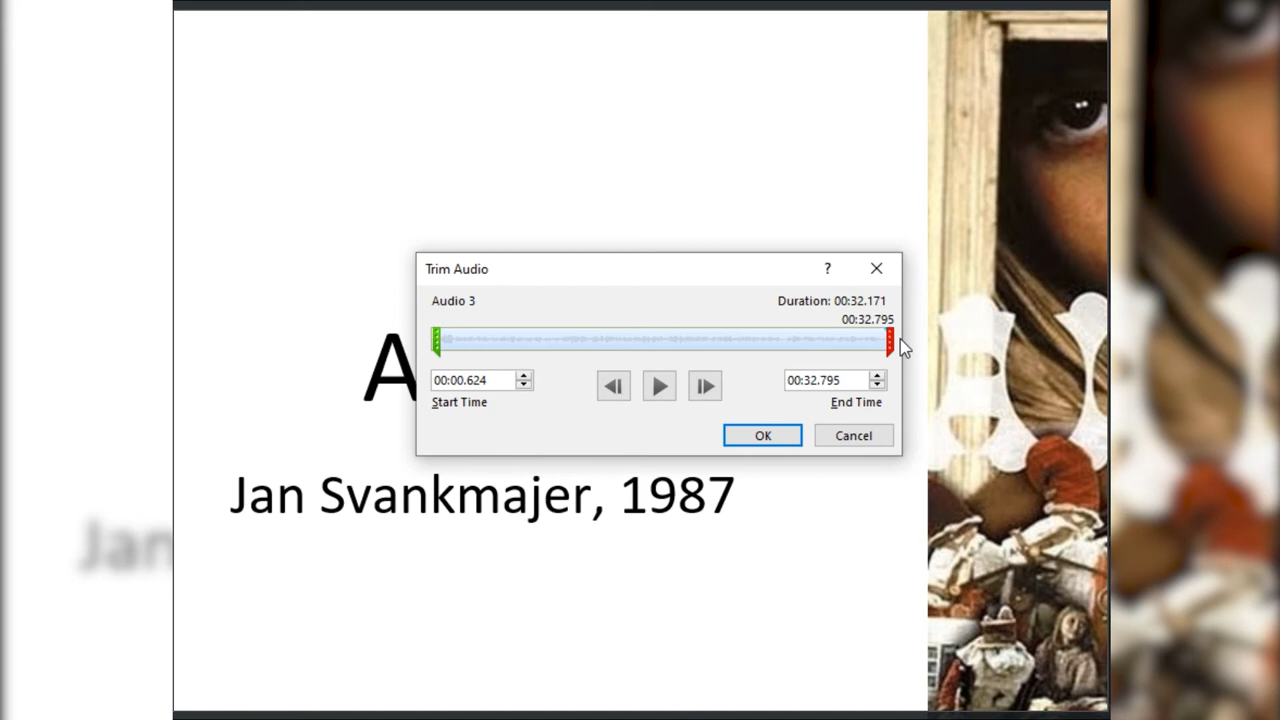 Trim Audio
?
Audio 3
Duration: 00:32.171
00:32.795
00:00.624
00:32.795
Start Time
End Time
OK
Cancel
A
Jan Svankmajer, 1987
Jan